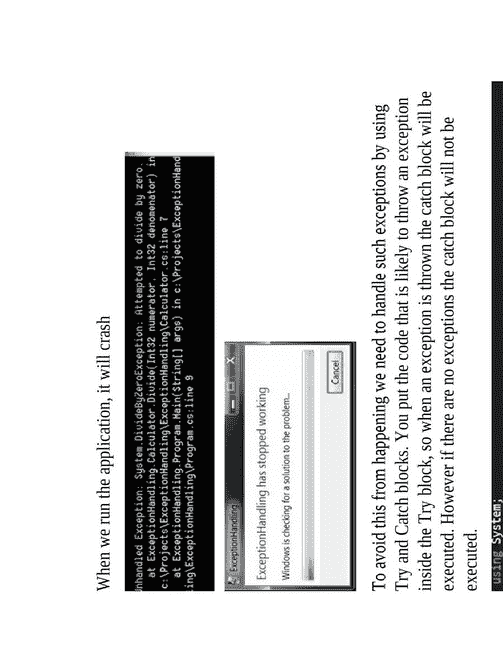 When we run the application, it will crash
Unhandled Exception: System.DivideByZeroException: Attempted to divide by zero.
at ExceptionHandling.Calculator.Divide(Int32 numerator, Int32 denomenator) in
c:\Projects\ExceptionHandling\ExceptionHandling\Calculator.cs:line 7
at ExceptionHandling.Program.Main(String[] args) in c:\Projects\ExceptionHand
ing\ExceptionHandling\Program.cs:line 9
ExceptionHandling
ExceptionHandling has stopped working
Windows is checking for a solution to the problem...
Cancel
To avoid this from happening we need to handle such exceptions by using
Try and Catch blocks. You put the code that is likely to throw an exception
inside the Try block, so when an exception is thrown the catch block will be
executed. However if there are no exceptions the catch block will not be
executed.
using System;